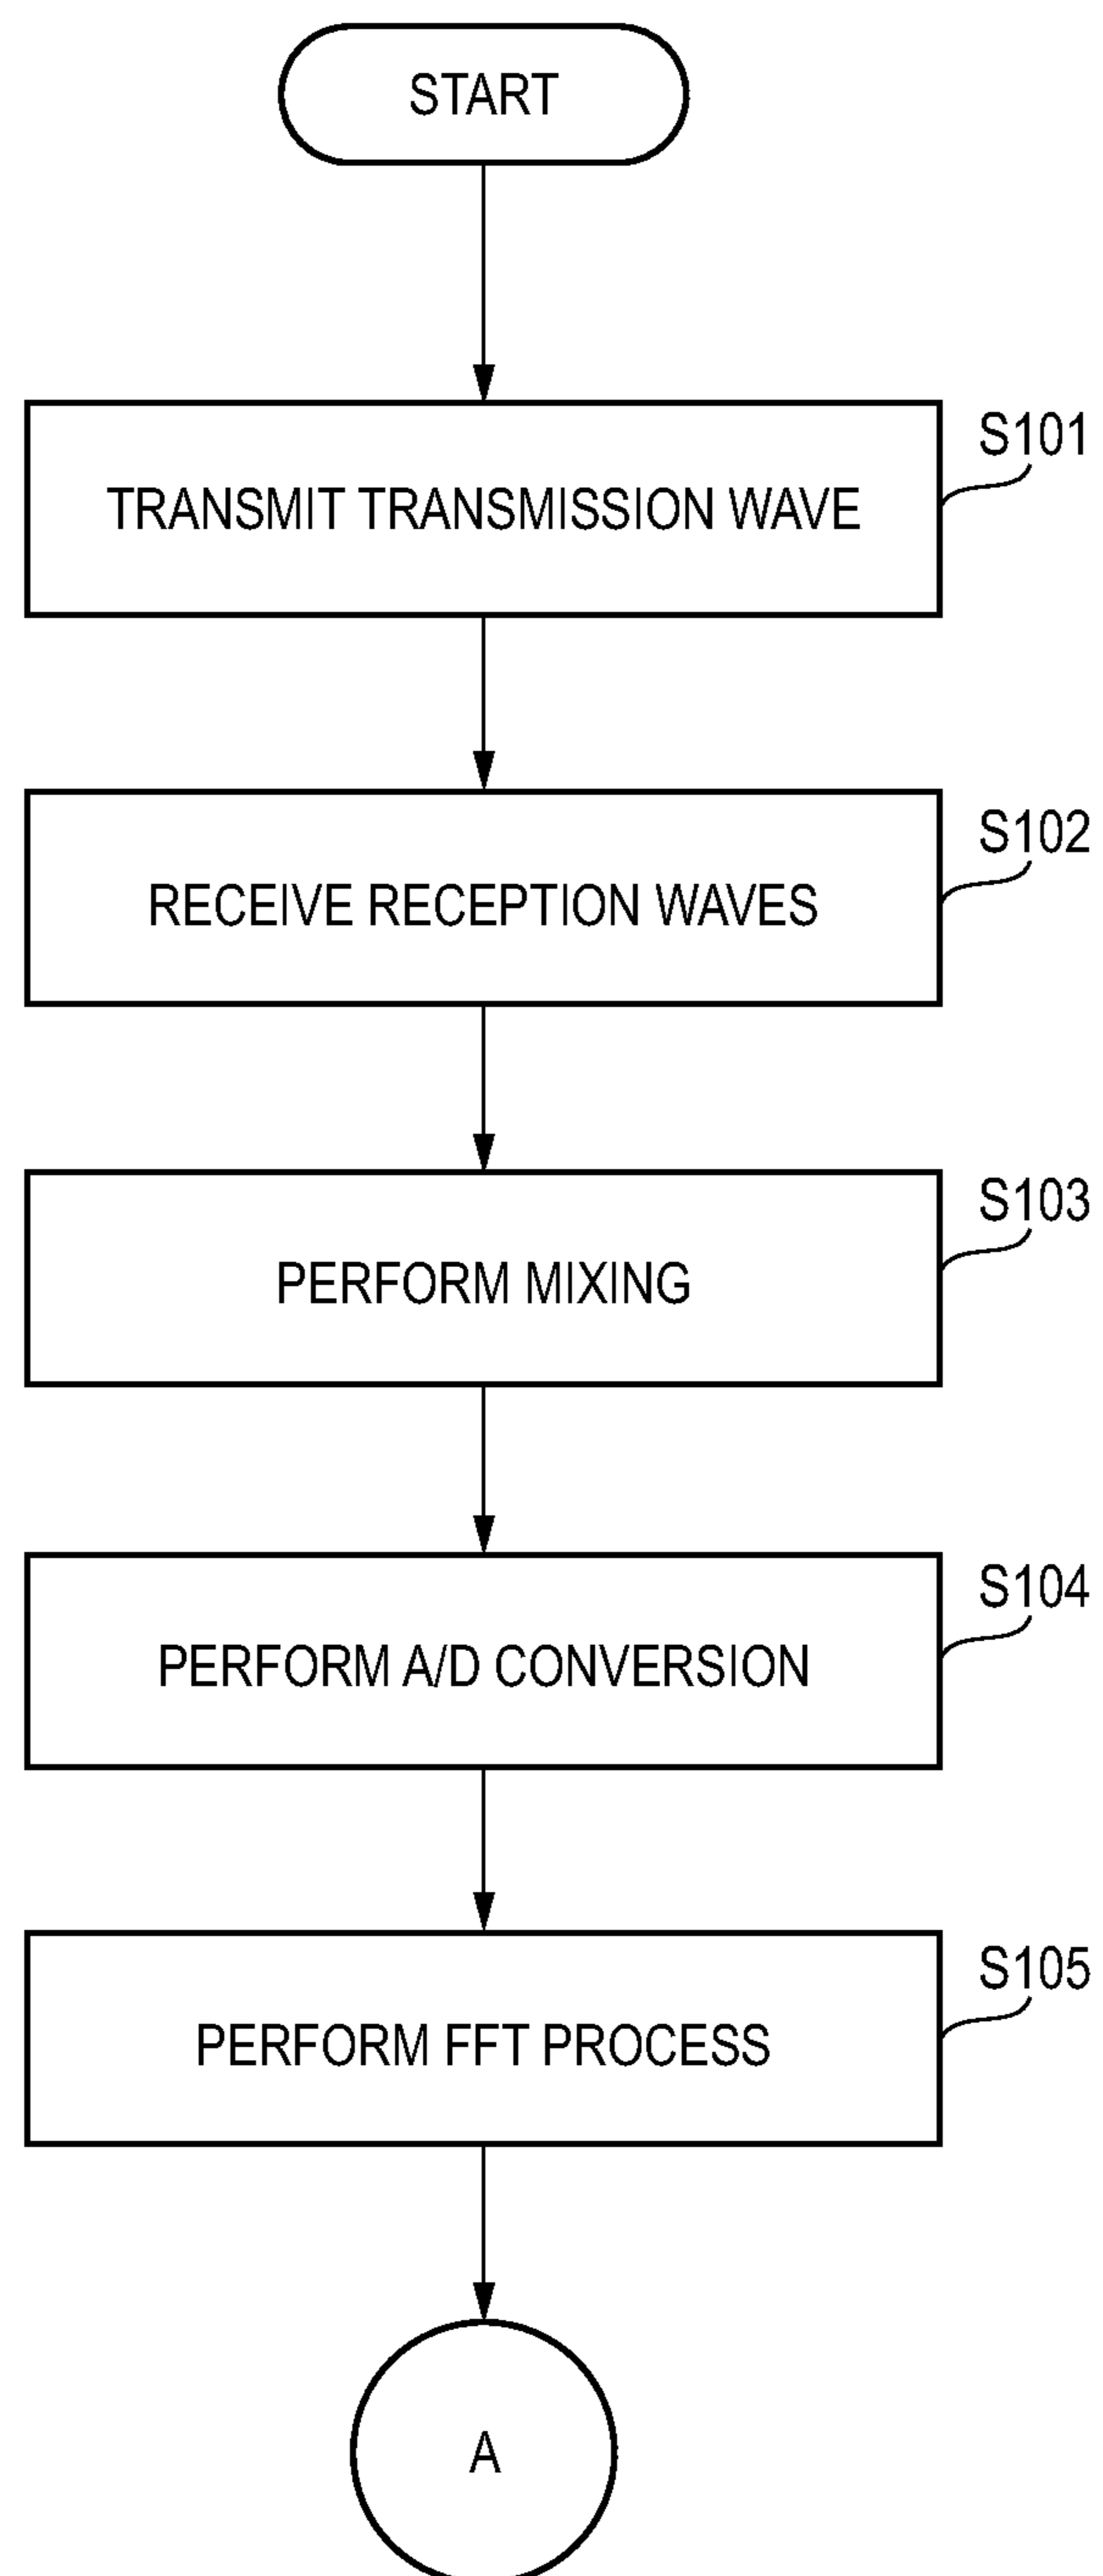 START
TRANSMIT TRANSMISSION WAVE
S101
RECEIVE RECEPTION WAVES
S102
PERFORM MIXING
S103
PERFORM A/D CONVERSION
S104
PERFORM FFT PROCESS
S105
A